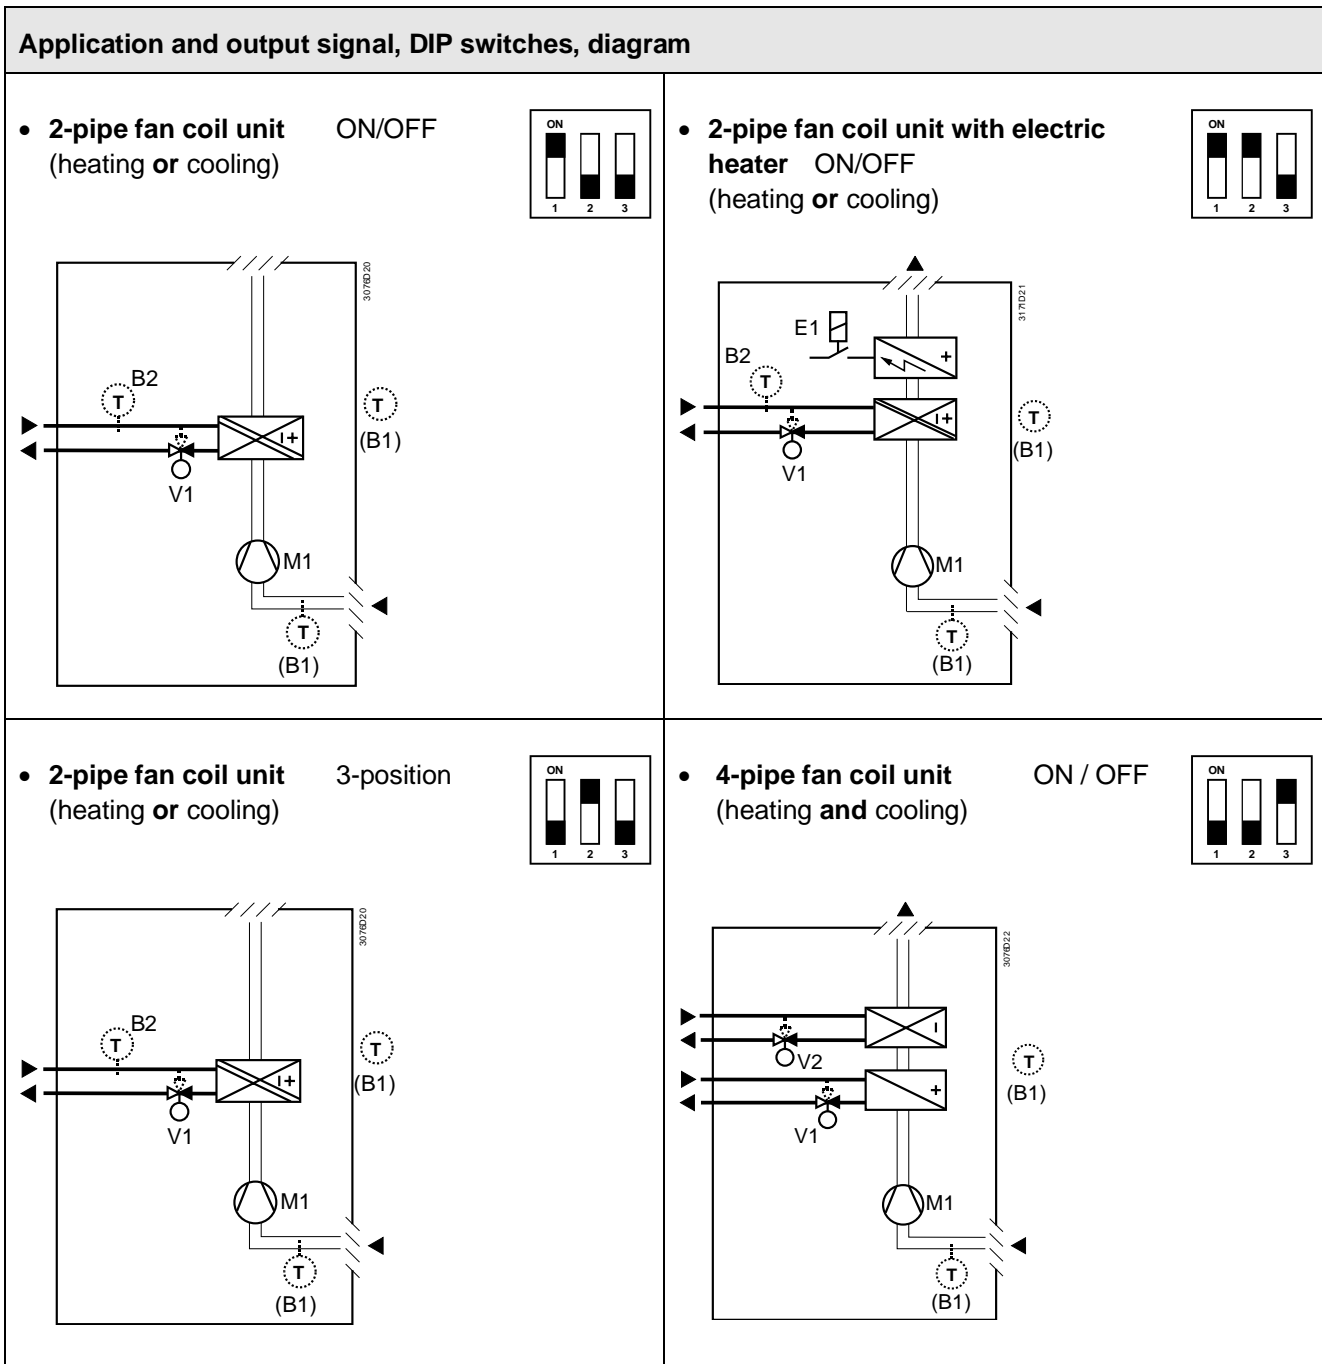 Application and output signal, DIP switches, diagram
• 2-pipe fan coil unit ON/OFF
(heating or cooling)
ON
1 2 3
3076D20
B2
T
T
(B1)
V1
M1
T
(B1)
• 2-pipe fan coil unit with electric
heater ON/OFF
(heating or cooling)
ON
1 2 3
3171D21
E1
B2
T
T
(B1)
V1
M1
T
(B1)
• 2-pipe fan coil unit 3-position
(heating or cooling)
ON
1 2 3
3076D20
B2
T
T
(B1)
V1
M1
T
(B1)
• 4-pipe fan coil unit ON / OFF
(heating and cooling)
ON
1 2 3
3076D22
V2
T
(B1)
V1
M1
T
(B1)